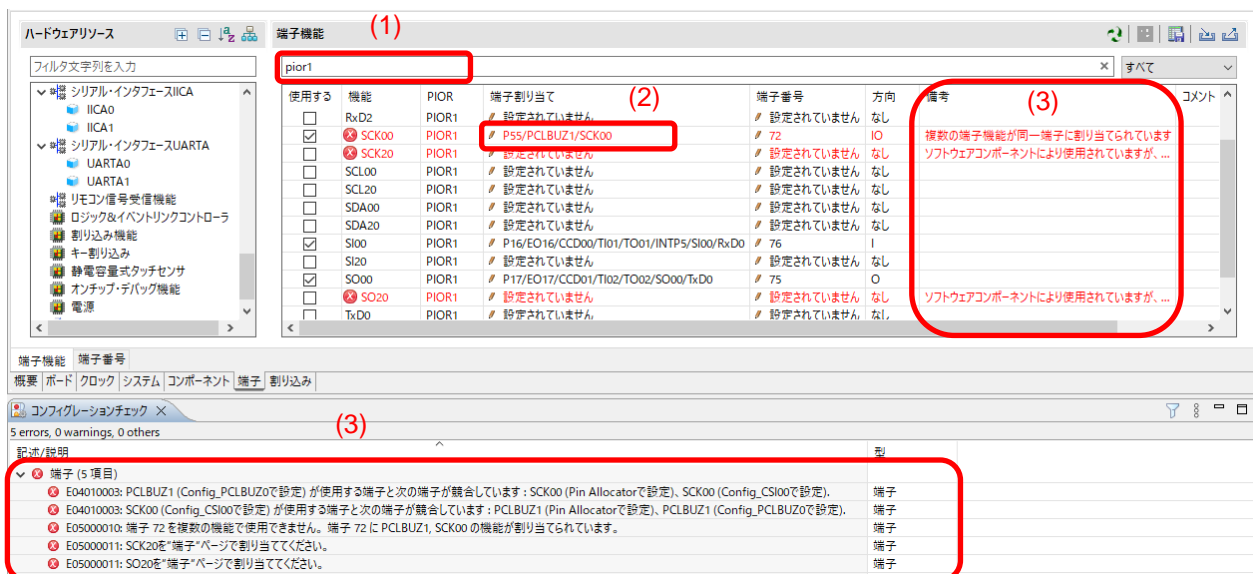 (1)
ハードウェアリソース
端子機能
フィルタ文字列を入力
pior1
すべて
シリアル・インタフェースIICA
IICA0
IICA1
シリアル・インタフェースUARTA
UARTA0
UARTA1
リモコン信号受信機能
ロジック&イベントリンクコントローラ
割り込み機能
キー割り込み
静電容量式タッチセンサ
オンチップ・デバッグ機能
電源
使用する 機能 PIOR 端子割り当て (2) 端子番号 方向 備考 (3) コメント
RxD2 PIOR1 設定されていません 設定されていません なし
SCK00 PIOR1 P55/PCLBUZ1/SCK00 72 IO 複数の端子機能が同一端子に割り当てられています
SCK20 PIOR1 設定されていません 設定されていません なし ソフトウェアコンポーネントにより使用されていますが、...
SCL00 PIOR1 設定されていません 設定されていません なし
SCL20 PIOR1 設定されていません 設定されていません なし
SDA00 PIOR1 設定されていません 設定されていません なし
SDA20 PIOR1 設定されていません 設定されていません なし
SI00 PIOR1 P16/EO16/CCD00/TI01/TO01/INTP5/SI00/RxD0 76 I
SI20 PIOR1 設定されていません 設定されていません なし
SO00 PIOR1 P17/EO17/CCD01/TI02/TO02/SO00/TxD0 75 O
SO20 PIOR1 設定されていません 設定されていません なし ソフトウェアコンポーネントにより使用されていますが、...
TxD0 PIOR1 設定されていません 設定されていません なし
端子機能 端子番号
概要 ボード クロック システム コンポーネント 端子 割り込み
コンフィグレーションチェック
5 errors, 0 warnings, 0 others
(3)
記述/説明 型
端子 (5 項目)
E04010003: PCLBUZ1 (Config_PCLBUZ0で設定) が使用する端子と次の端子が競合しています : SCK00 (Pin Allocatorで設定)、SCK00 (Config_CSI00で設定). 端子
E04010003: SCK00 (Config_CSI00で設定) が使用する端子と次の端子が競合しています : PCLBUZ1 (Pin Allocatorで設定)、PCLBUZ1 (Config_PCLBUZ0で設定). 端子
E05000010: 端子 72 を複数の機能で使用できません。端子 72 に PCLBUZ1, SCK00 の機能が割り当てられています。 端子
E05000011: SCK20を"端子"ページで割り当ててください。 端子
E05000011: SO20を"端子"ページで割り当ててください。 端子